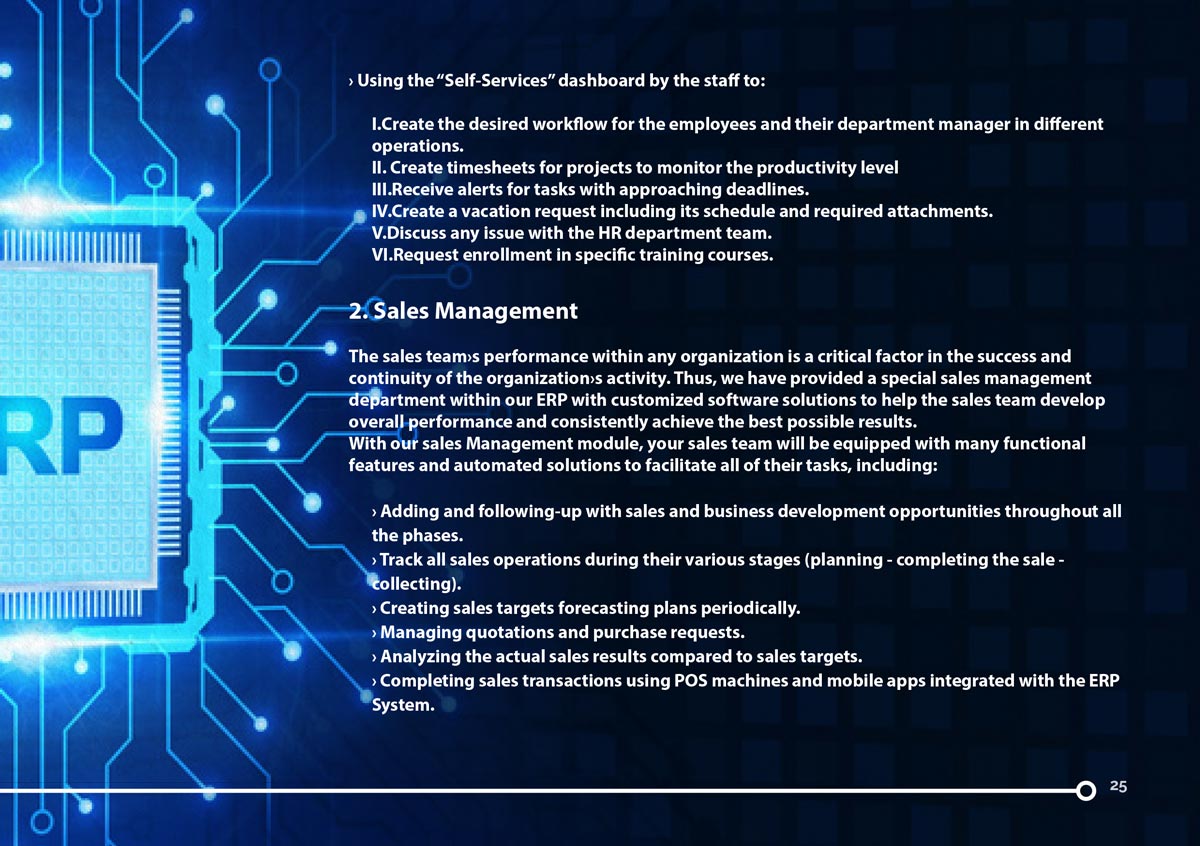 › Using the “Self-Services” dashboard by the staff to:
I.Create the desired workflow for the employees and their department manager in different
operations.
II. Create timesheets for projects to monitor the productivity level
III.Receive alerts for tasks with approaching deadlines.
IV.Create a vacation request including its schedule and required attachments.
V.Discuss any issue with the HR department team.
VI.Request enrollment in specific training courses.
2. Sales Management
The sales team›s performance within any organization is a critical factor in the success and
continuity of the organization›s activity. Thus, we have provided a special sales management
department within our ERP with customized software solutions to help the sales team develop
overall performance and consistently achieve the best possible results.
With our sales Management module, your sales team will be equipped with many functional
features and automated solutions to facilitate all of their tasks, including:
› Adding and following-up with sales and business development opportunities throughout all
the phases.
› Track all sales operations during their various stages (planning - completing the sale -
collecting).
› Creating sales targets forecasting plans periodically.
› Managing quotations and purchase requests.
› Analyzing the actual sales results compared to sales targets.
› Completing sales transactions using POS machines and mobile apps integrated with the ERP
System.
RP
25